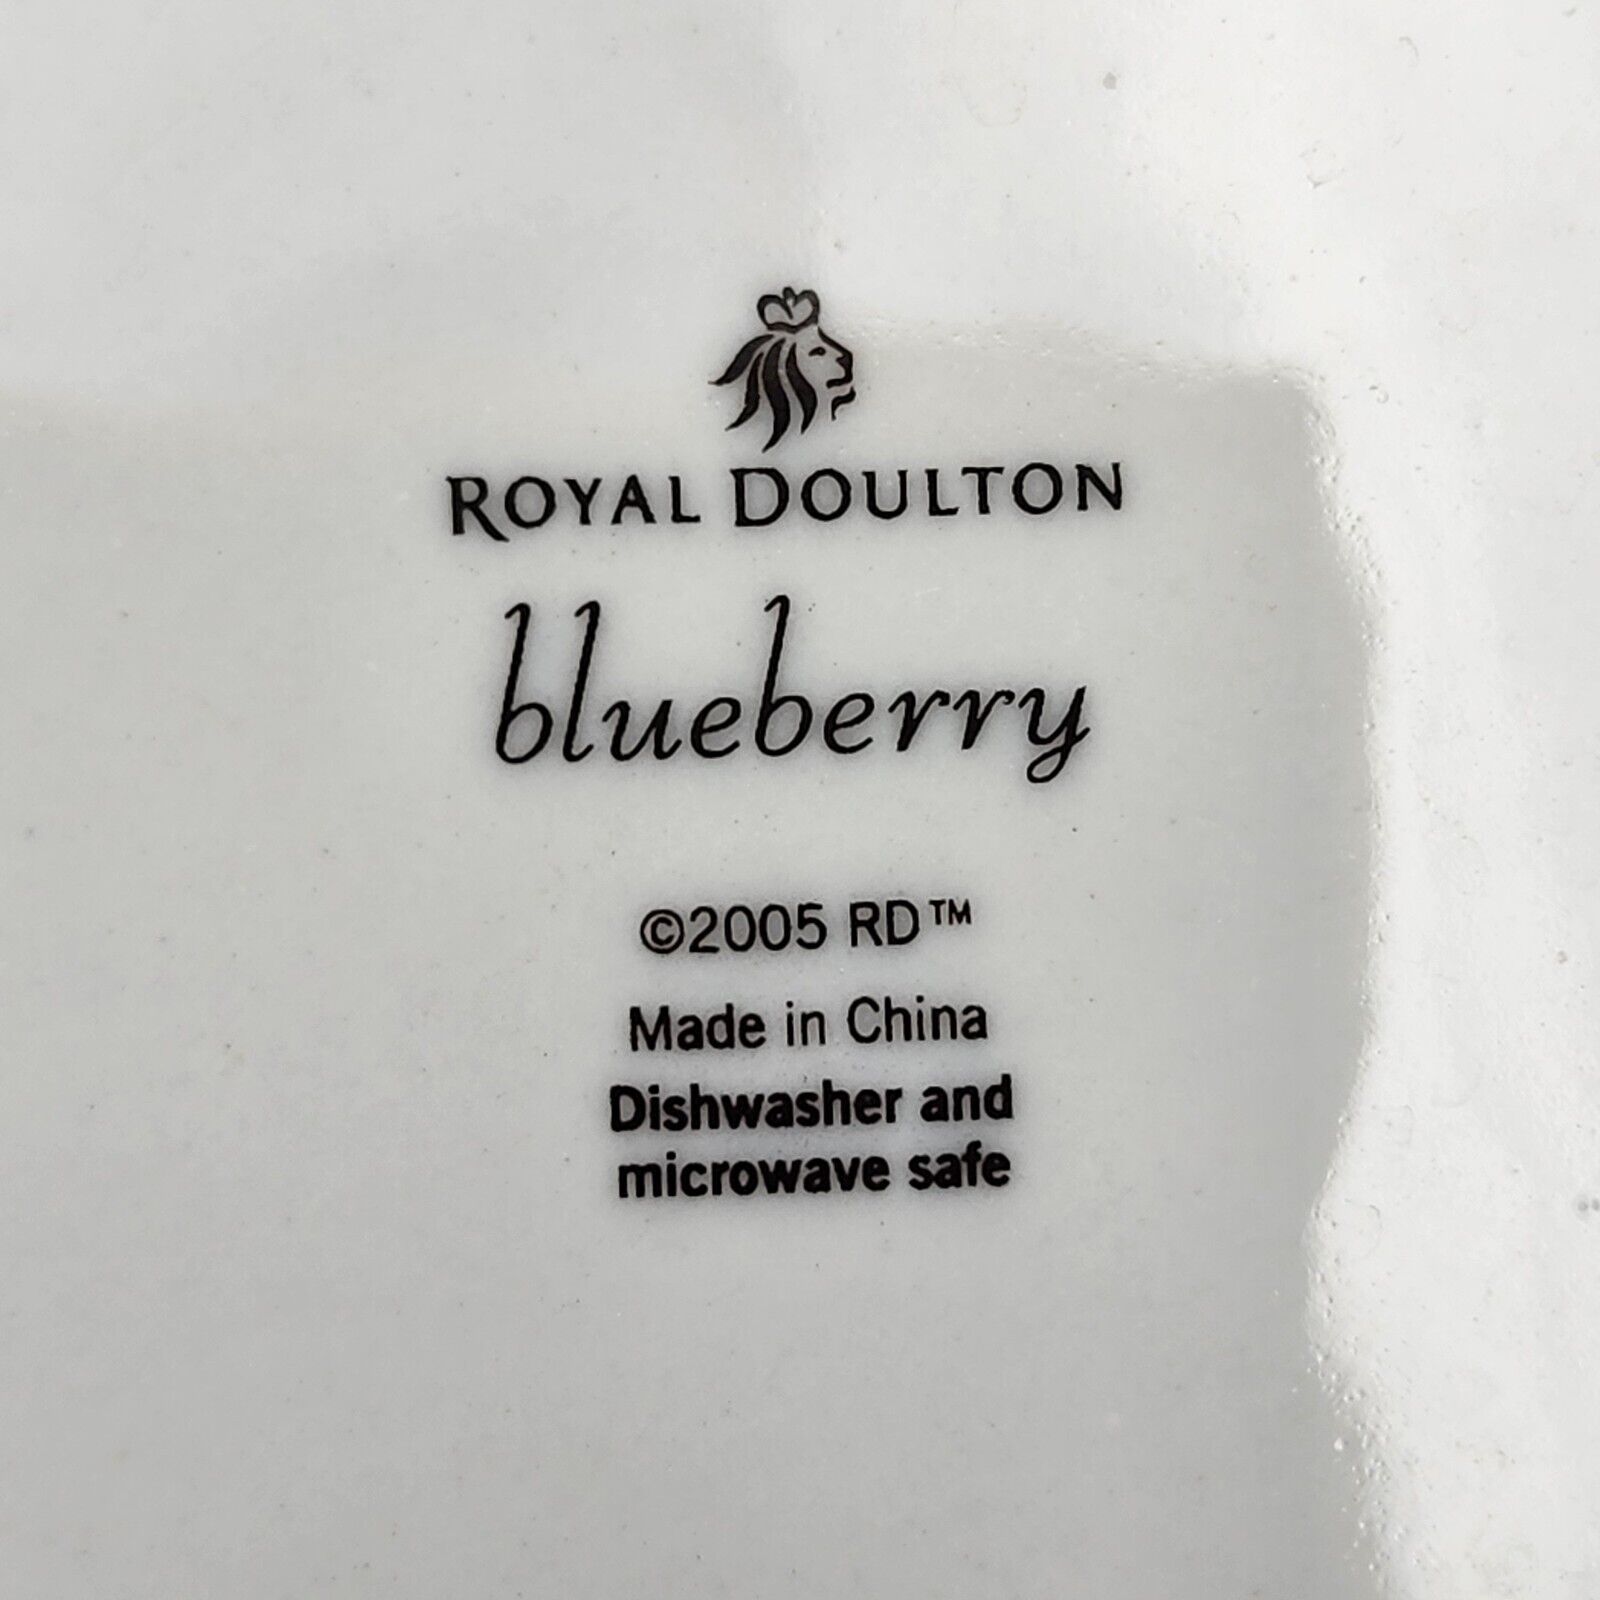 ROYAL DOULTON
blueberry
©2005 RD™
Made in China
Dishwasher and
microwave safe